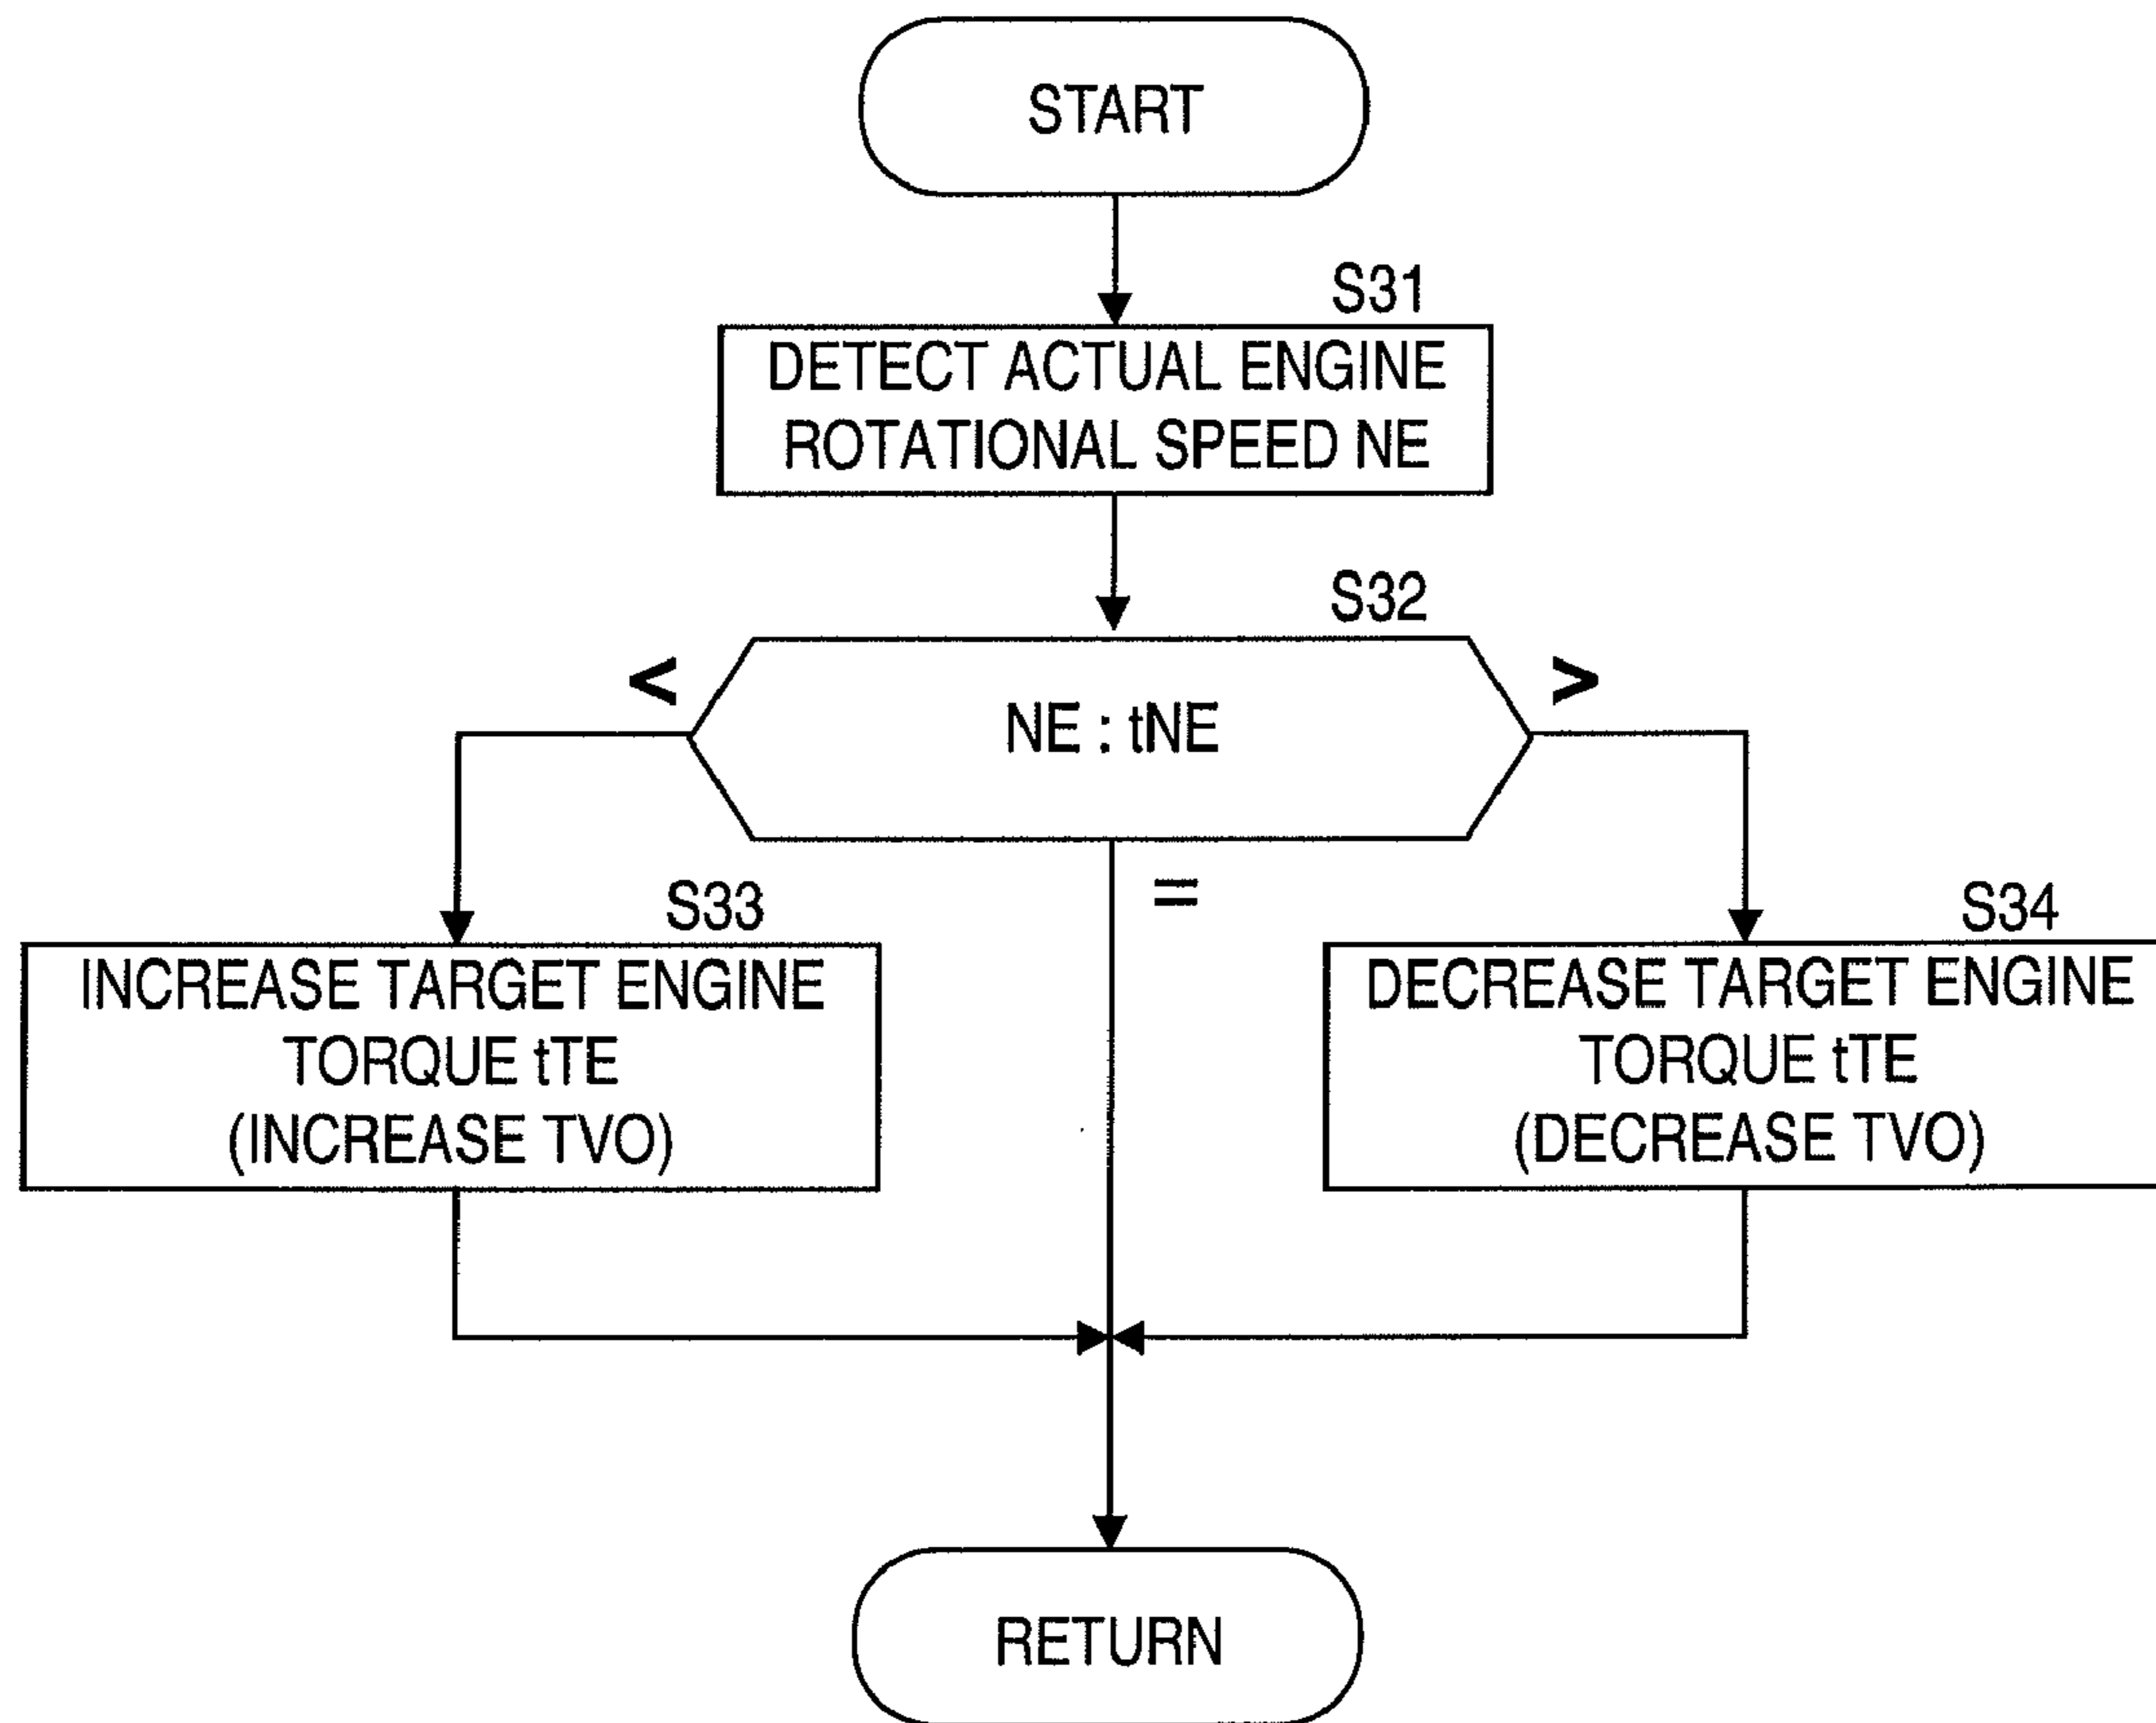 START
S31
DETECT ACTUAL ENGINE
ROTATIONAL SPEED NE
S32
<
>
NE : tNE
=
S33
INCREASE TARGET ENGINE
TORQUE tTE
(INCREASE TVO)
S34
DECREASE TARGET ENGINE
TORQUE tTE
(DECREASE TVO)
RETURN